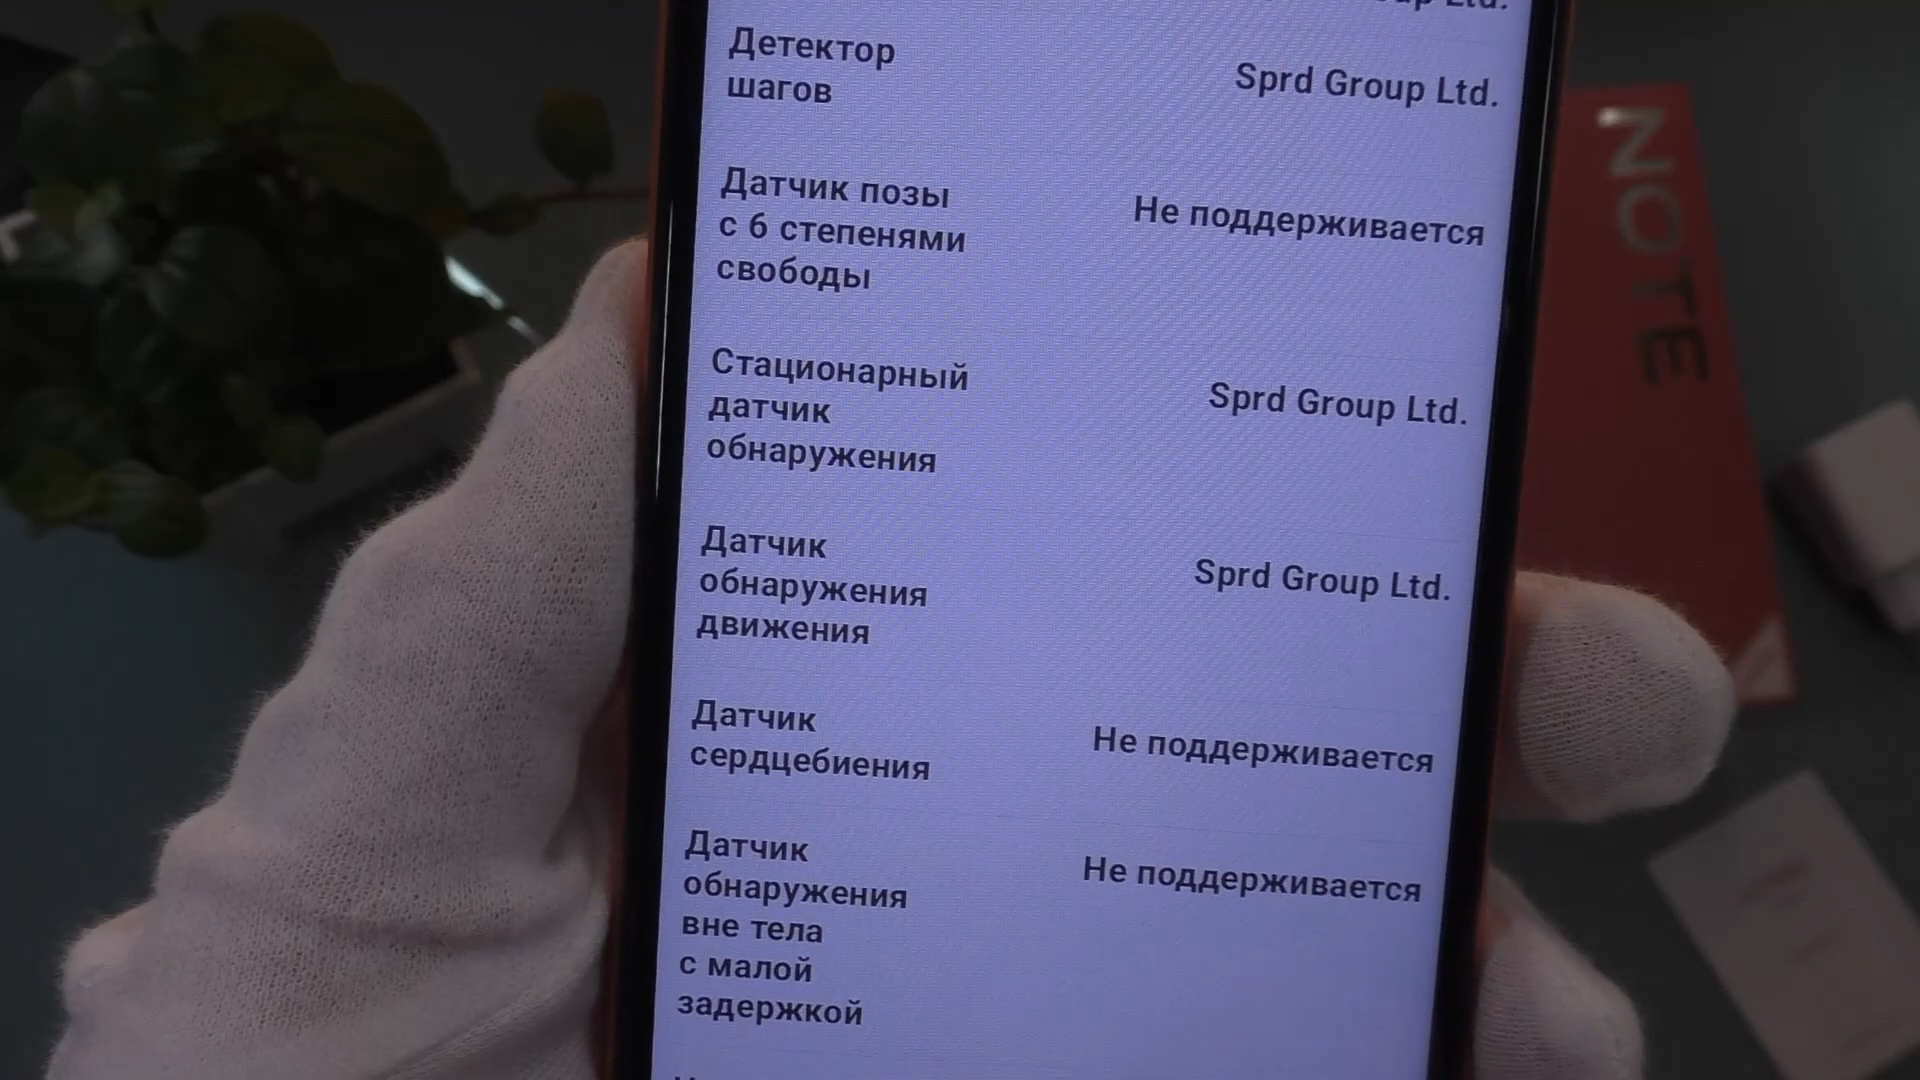 Детектор
шагов
Sprd Group Ltd.
Датчик позы
с 6 степенями
свободы
Не поддерживается
Стационарный
датчик
обнаружения
Sprd Group Ltd.
Датчик
обнаружения
движения
Sprd Group Ltd.
Датчик
сердцебиения
Не поддерживается
Датчик
обнаружения
вне тела
с малой
задержкой
Не поддерживается
NOTE